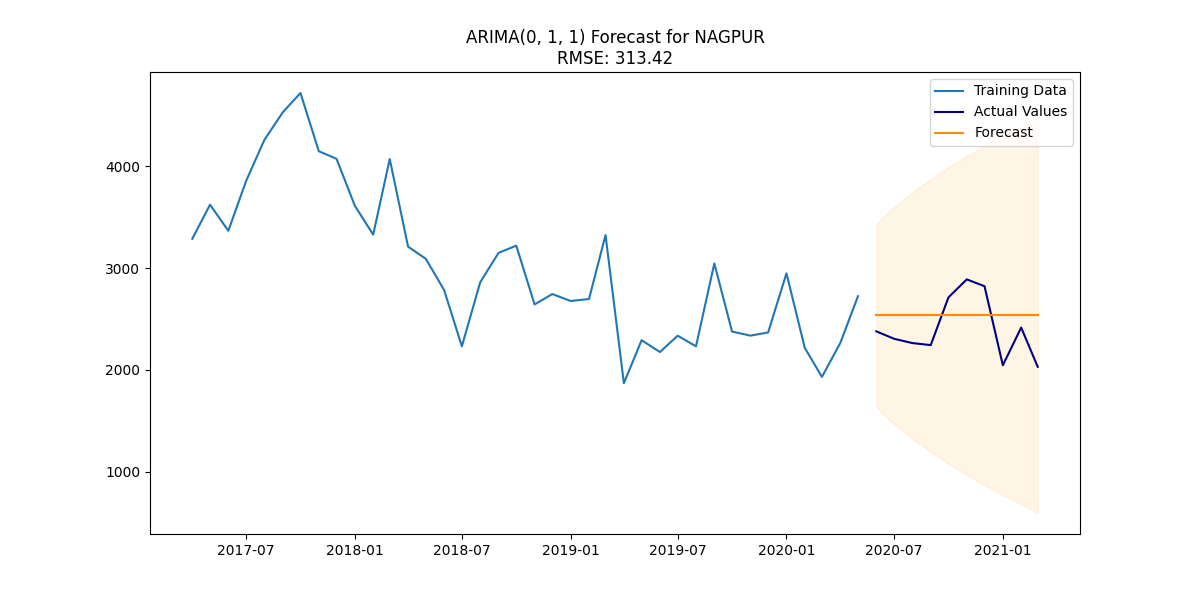 ARIMA(0, 1, 1) Forecast for NAGPUR
RMSE: 313.42
Training Data
Actual Values
Forecast
4000
3000
2000
1000
2017-07
2018-01
2018-07
2019-01
2019-07
2020-01
2020-07
2021-01